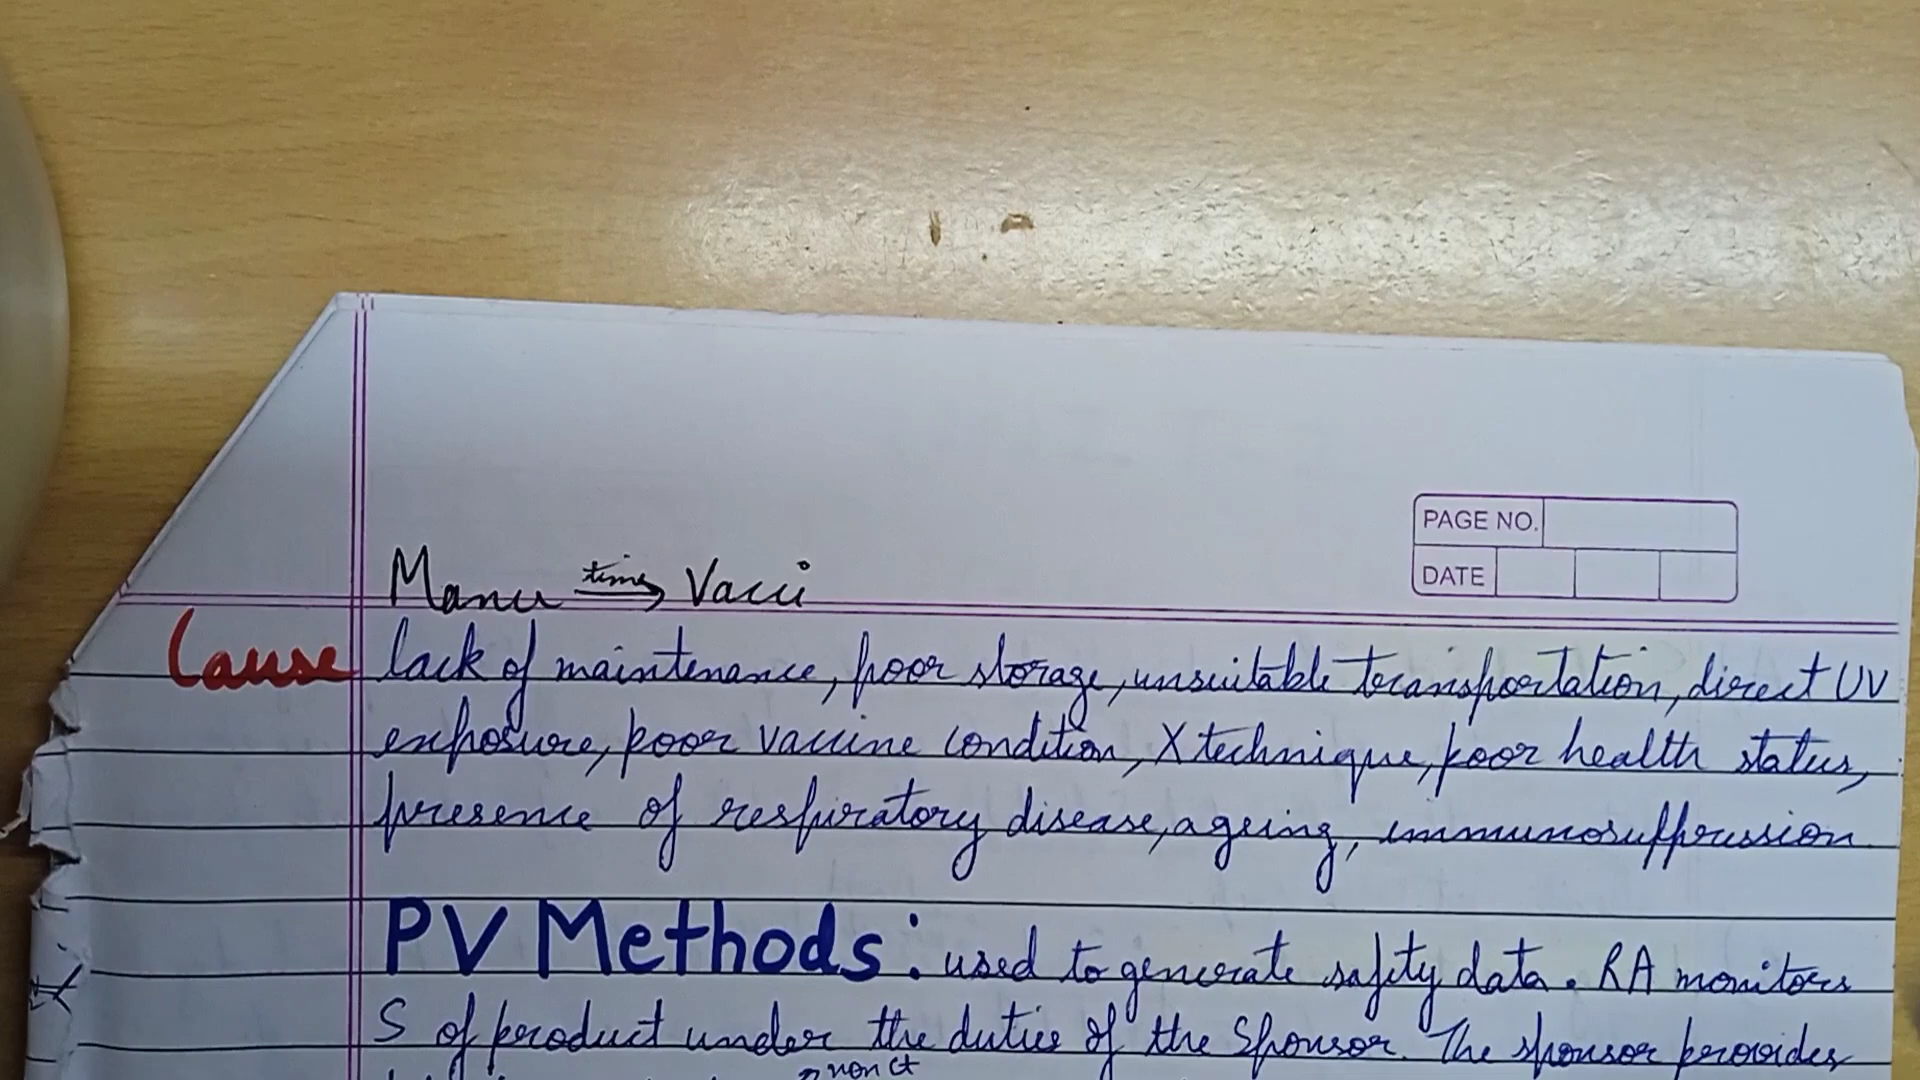 PAGE NO.
DATE
Manu time→ Vacci
Cause lack of maintenance, poor storage, unsuitable transportation, direct UV
exposure, poor vaccine condition, X technique, poor health status,
presence of respiratory disease, ageing, immunosuppression.
PV Methods: used to generate safety data. RA monitors
S of product under the duties of the Sponsor. The sponsor provides
non ct